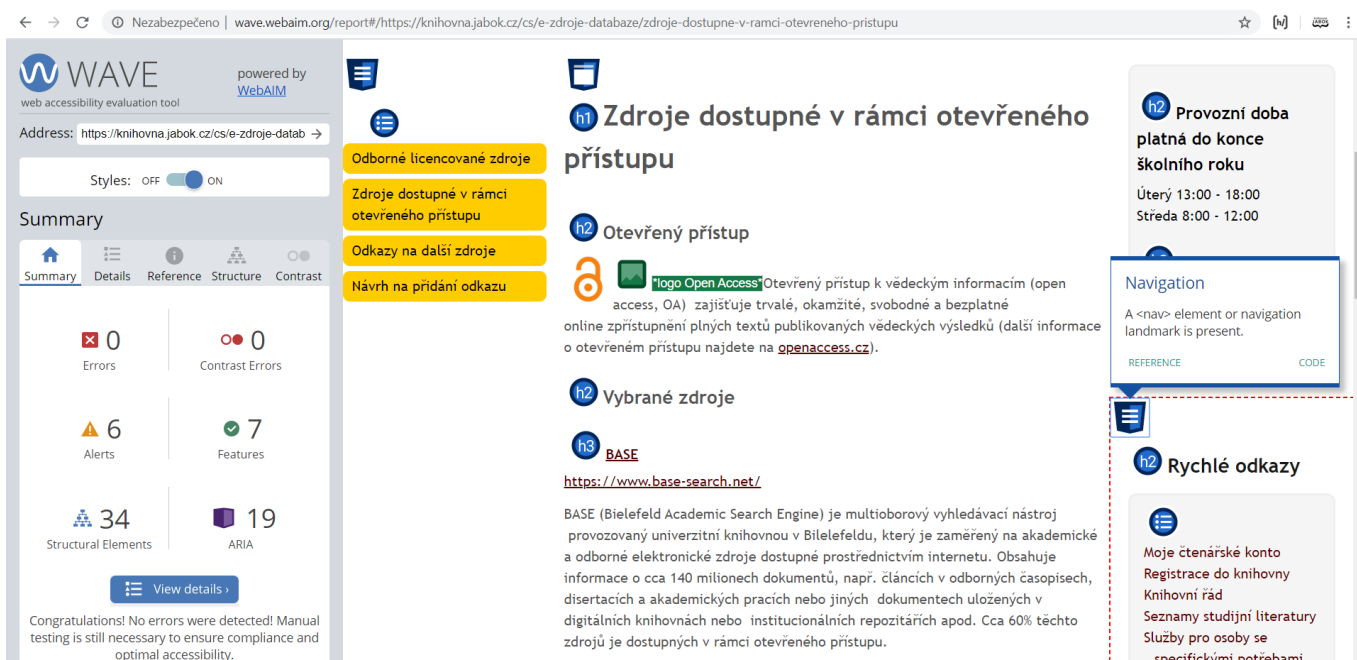 Nezabezpečeno | wave.webaim.org/report#/https://knihovna.jabok.cz/cs/e-zdroje-databaze/zdroje-dostupne-v-ramci-otevreneho-pristupu
WAVE
web accessibility evaluation tool
powered by
WebAIM
Address: https://knihovna.jabok.cz/cs/e-zdroje-datab →
Styles: OFF ON
Summary
Summary Details Reference Structure Contrast
0
Errors
0
Contrast Errors
6
Alerts
7
Features
34
Structural Elements
19
ARIA
View details ›
Congratulations! No errors were detected! Manual
testing is still necessary to ensure compliance and
optimal accessibility.
Odborné licencované zdroje
Zdroje dostupné v rámci
otevřeného přístupu
Odkazy na další zdroje
Návrh na přidání odkazu
h1 Zdroje dostupné v rámci otevřeného
přístupu
h2 Otevřený přístup
*logo Open Access*Otevřený přístup k vědeckým informacím (open
access, OA) zajišťuje trvalé, okamžité, svobodné a bezplatné
online zpřístupnění plných textů publikovaných vědeckých výsledků (další informace
o otevřeném přístupu najdete na openaccess.cz).
h2 Vybrané zdroje
h3 BASE
https://www.base-search.net/
BASE (Bielefeld Academic Search Engine) je multioborový vyhledávací nástroj
provozovaný univerzitní knihovnou v Bilelefeldu, který je zaměřený na akademické
a odborné elektronické zdroje dostupné prostřednictvím internetu. Obsahuje
informace o cca 140 milionech dokumentů, např. článcích v odborných časopisech,
disertacích a akademických pracích nebo jiných dokumentech uložených v
digitálních knihovnách nebo institucionálních repozitářích apod. Cca 60% těchto
zdrojů je dostupných v rámci otevřeného přístupu.
h2 Provozní doba
platná do konce
školního roku
Úterý 13:00 - 18:00
Středa 8:00 - 12:00
Navigation
A <nav> element or navigation
landmark is present.
REFERENCE CODE
h2 Rychlé odkazy
Moje čtenářské konto
Registrace do knihovny
Knihovní řád
Seznamy studijní literatury
Služby pro osoby se
specifickými potřebami